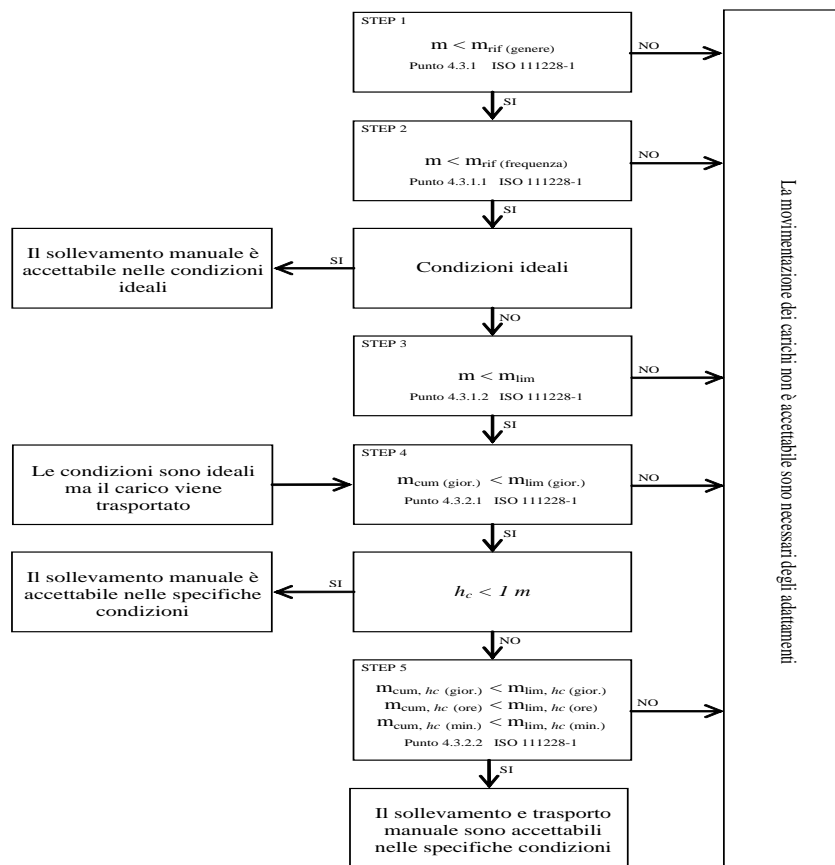 STEP 1
m < mrif (genere)
Punto 4.3.1 ISO 111228-1
NO
SI
STEP 2
m < mrif (frequenza)
Punto 4.3.1.1 ISO 111228-1
NO
SI
Il sollevamento manuale è
accettabile nelle condizioni
ideali
SI
Condizioni ideali
NO
STEP 3
m < mlim
Punto 4.3.1.2 ISO 111228-1
NO
SI
Le condizioni sono ideali
ma il carico viene
trasportato
STEP 4
mcum (gior.) < mlim (gior.)
Punto 4.3.2.1 ISO 111228-1
NO
SI
Il sollevamento manuale è
accettabile nelle specifiche
condizioni
SI
hc < 1 m
NO
STEP 5
mcum, hc (gior.) < mlim, hc (gior.)
mcum, hc (ore) < mlim, hc (ore)
mcum, hc (min.) < mlim, hc (min.)
Punto 4.3.2.2 ISO 111228-1
NO
SI
Il sollevamento e trasporto
manuale sono accettabili
nelle specifiche condizioni
La movimentazione dei carichi non è accettabile sono necessari degli adattamenti